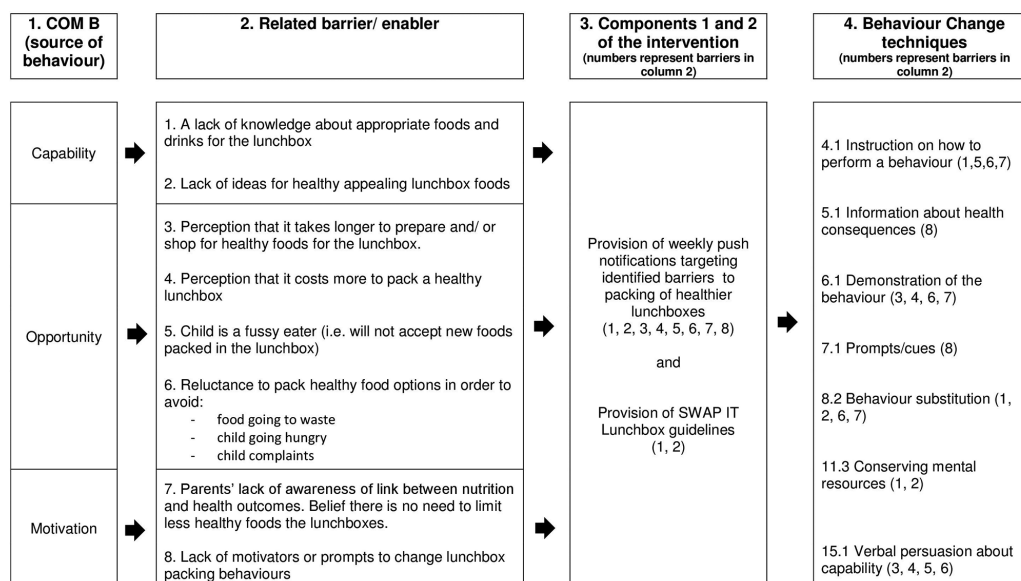 1. COM B
(source of
behaviour)
2. Related barrier/ enabler
3. Components 1 and 2
of the intervention
(numbers represent barriers in
column 2)
4. Behaviour Change
techniques
(numbers represent barriers in
column 2)
Capability
1. A lack of knowledge about appropriate foods and
drinks for the lunchbox
2. Lack of ideas for healthy appealing lunchbox foods
Opportunity
3. Perception that it takes longer to prepare and/ or
shop for healthy foods for the lunchbox.
4. Perception that it costs more to pack a healthy
lunchbox
5. Child is a fussy eater (i.e. will not accept new foods
packed in the lunchbox)
6. Reluctance to pack healthy food options in order to
avoid:
- food going to waste
- child going hungry
- child complaints
Motivation
7. Parents' lack of awareness of link between nutrition
and health outcomes. Belief there is no need to limit
less healthy foods the lunchboxes.
8. Lack of motivators or prompts to change lunchbox
packing behaviours
Provision of weekly push
notifications targeting
identified barriers to
packing of healthier
lunchboxes
(1, 2, 3, 4, 5, 6, 7, 8)
and
Provision of SWAP IT
Lunchbox guidelines
(1, 2)
4.1 Instruction on how to
perform a behaviour (1,5,6,7)
5.1 Information about health
consequences (8)
6.1 Demonstration of the
behaviour (3, 4, 6, 7)
7.1 Prompts/cues (8)
8.2 Behaviour substitution (1,
2, 6, 7)
11.3 Conserving mental
resources (1, 2)
15.1 Verbal persuasion about
capability (3, 4, 5, 6)